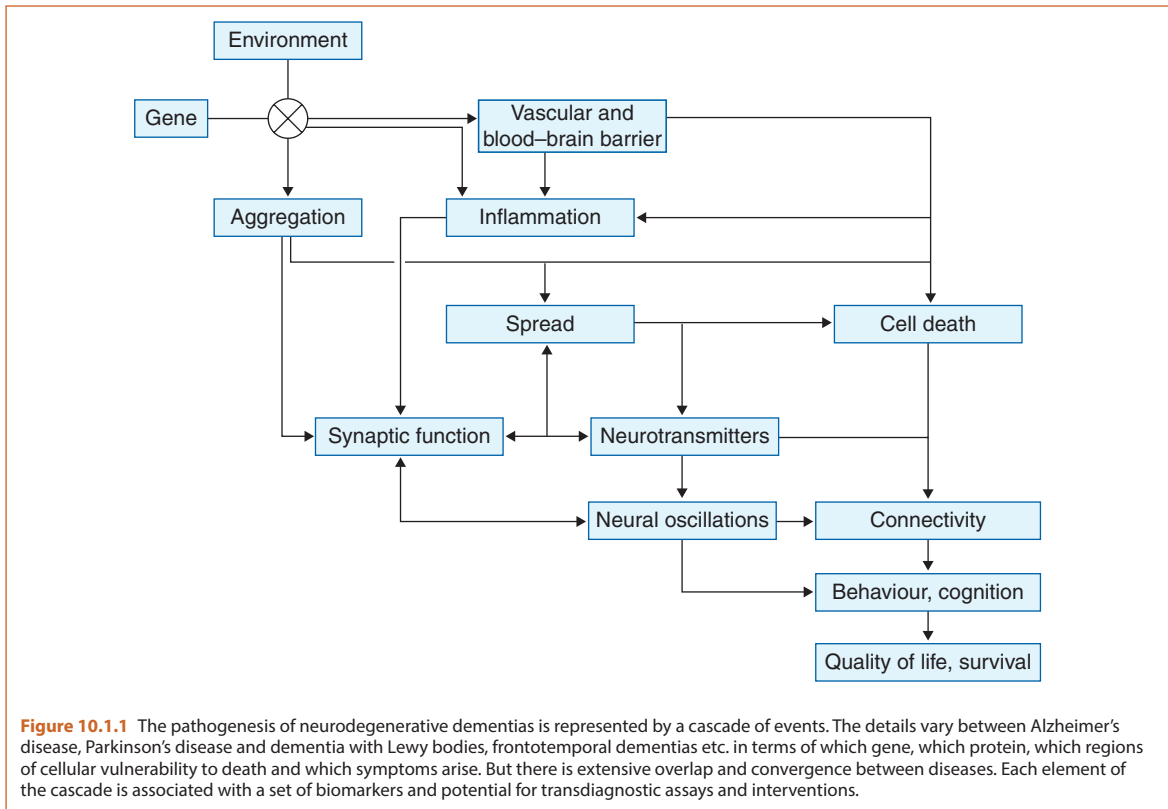 Environment
Gene
Vascular and
blood–brain barrier
Aggregation
Inflammation
Spread
Cell death
Synaptic function
Neurotransmitters
Neural oscillations
Connectivity
Behaviour, cognition
Quality of life, survival
Figure 10.1.1 The pathogenesis of neurodegenerative dementias is represented by a cascade of events. The details vary between Alzheimer's
disease, Parkinson's disease and dementia with Lewy bodies, frontotemporal dementias etc. in terms of which gene, which protein, which regions
of cellular vulnerability to death and which symptoms arise. But there is extensive overlap and convergence between diseases. Each element of
the cascade is associated with a set of biomarkers and potential for transdiagnostic assays and interventions.